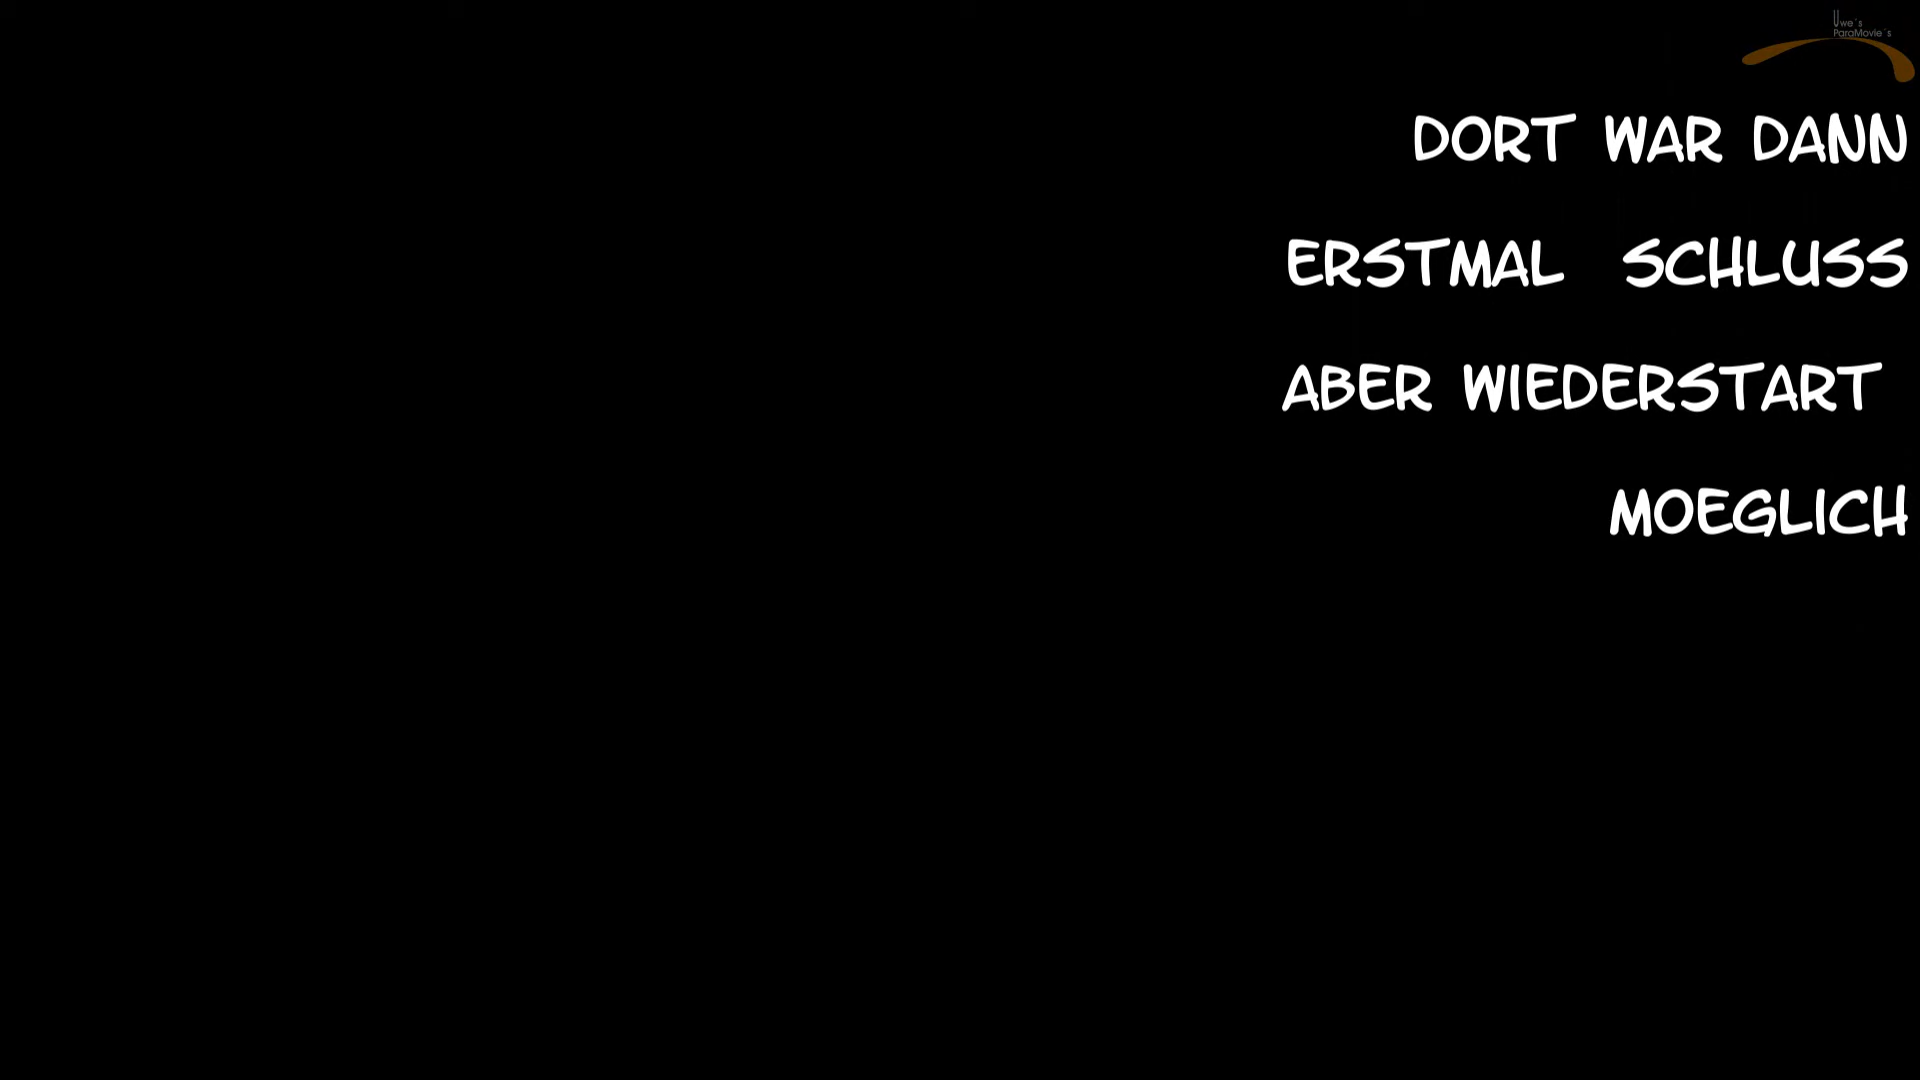 Uwe´s
ParaMovie´s
DORT WAR DANN
ERSTMAL SCHLUSS
ABER WIEDERSTART
MOEGLICH